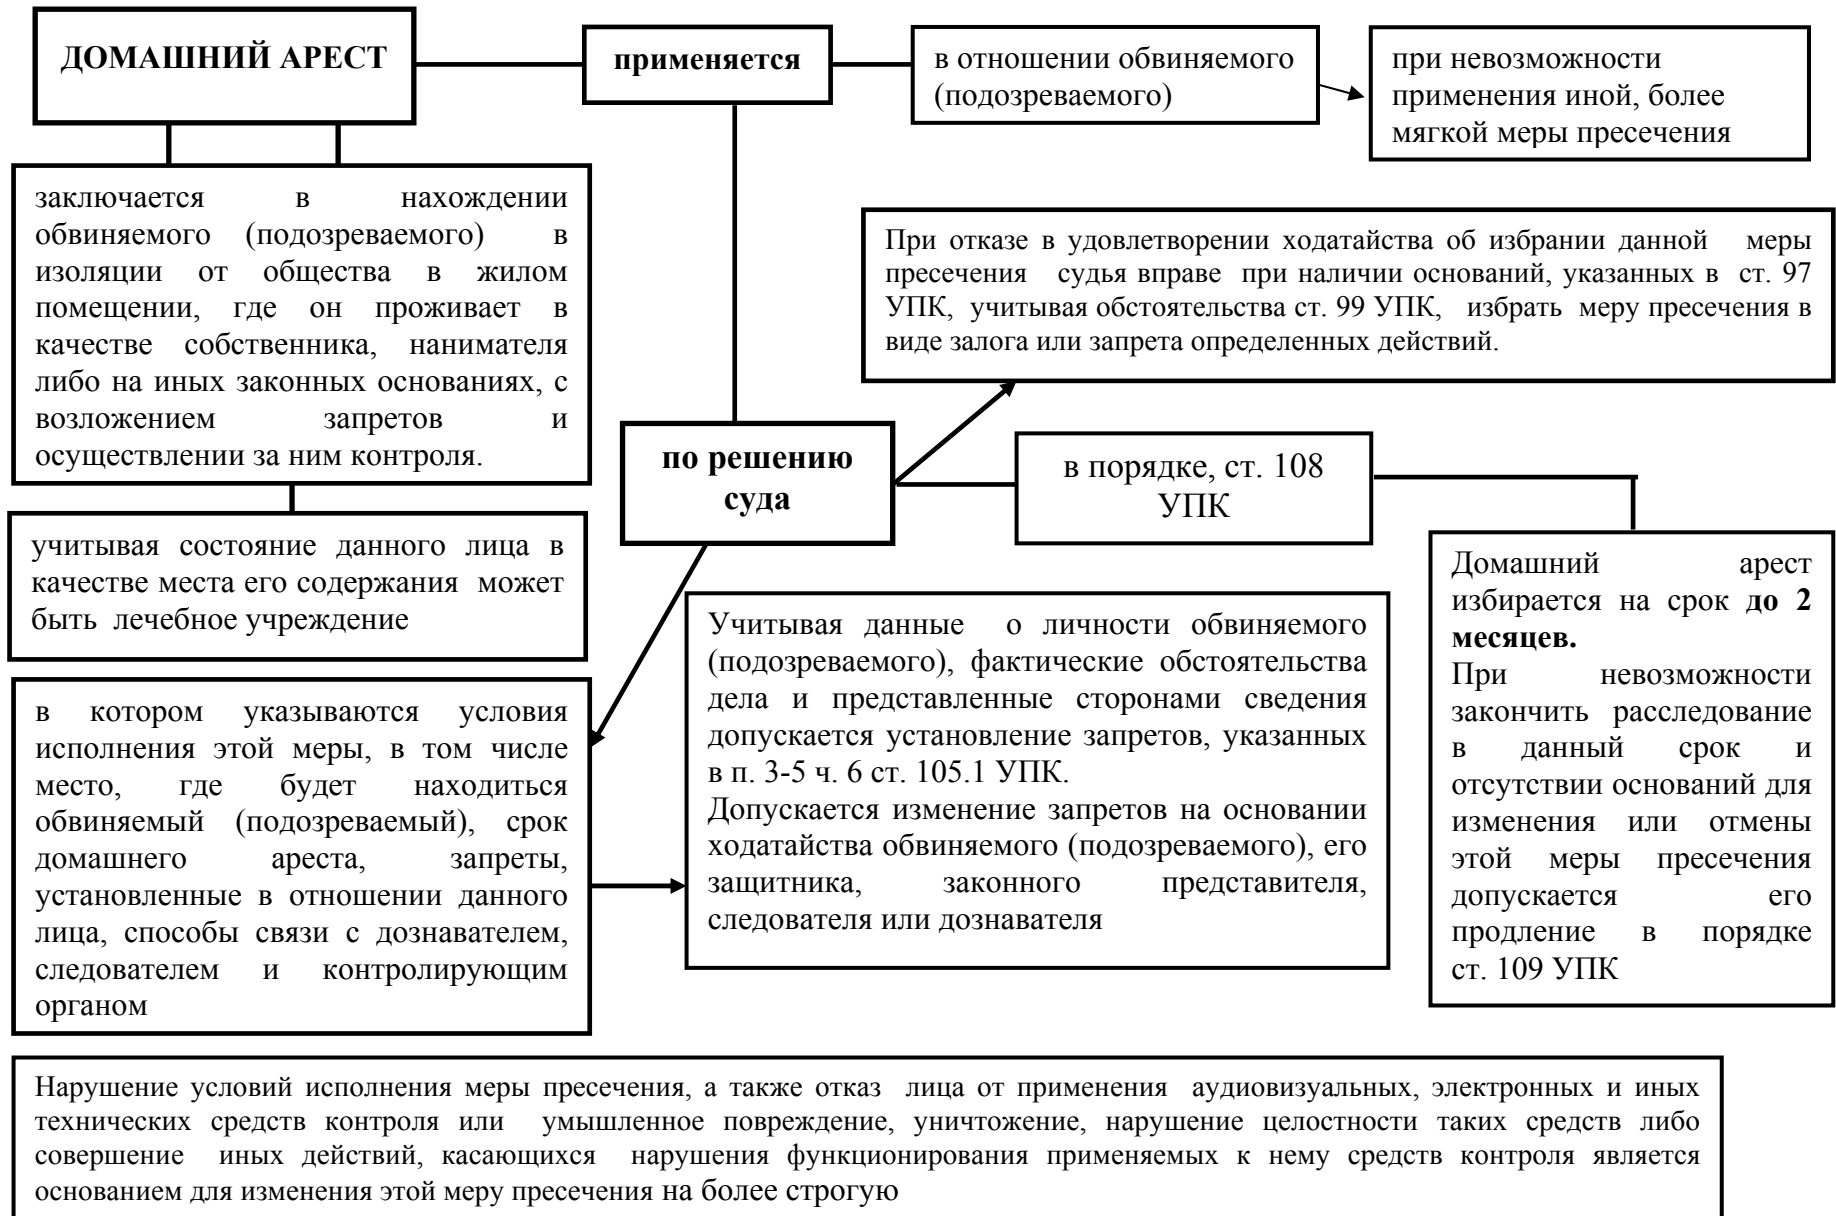 ДОМАШНИЙ АРЕСТ
применяется
в отношении обвиняемого
(подозреваемого)
при невозможности
применения иной, более
мягкой меры пресечения
заключается в нахождении
обвиняемого (подозреваемого) в
изоляции от общества в жилом
помещении, где он проживает в
качестве собственника, нанимателя
либо на иных законных основаниях, с
возложением запретов и
осуществлении за ним контроля.
При отказе в удовлетворении ходатайства об избрании данной меры
пресечения судья вправе при наличии оснований, указанных в ст. 97
УПК, учитывая обстоятельства ст. 99 УПК, избрать меру пресечения в
виде залога или запрета определенных действий.
по решению
суда
в порядке, ст. 108
УПК
учитывая состояние данного лица в
качестве места его содержания может
быть лечебное учреждение
Домашний арест
избирается на срок до 2
месяцев.
При невозможности
закончить расследование
в данный срок и
отсутствии оснований для
изменения или отмены
этой меры пресечения
допускается его
продление в порядке
ст. 109 УПК
Учитывая данные о личности обвиняемого
(подозреваемого), фактические обстоятельства
дела и представленные сторонами сведения
допускается установление запретов, указанных
в п. 3-5 ч. 6 ст. 105.1 УПК.
Допускается изменение запретов на основании
ходатайства обвиняемого (подозреваемого), его
защитника, законного представителя,
следователя или дознавателя
в котором указываются условия
исполнения этой меры, в том числе
место, где будет находиться
обвиняемый (подозреваемый), срок
домашнего ареста, запреты,
установленные в отношении данного
лица, способы связи с дознавателем,
следователем и контролирующим
органом
Нарушение условий исполнения меры пресечения, а также отказ лица от применения аудиовизуальных, электронных и иных
технических средств контроля или умышленное повреждение, уничтожение, нарушение целостности таких средств либо
совершение иных действий, касающихся нарушения функционирования применяемых к нему средств контроля является
основанием для изменения этой меру пресечения на более строгую